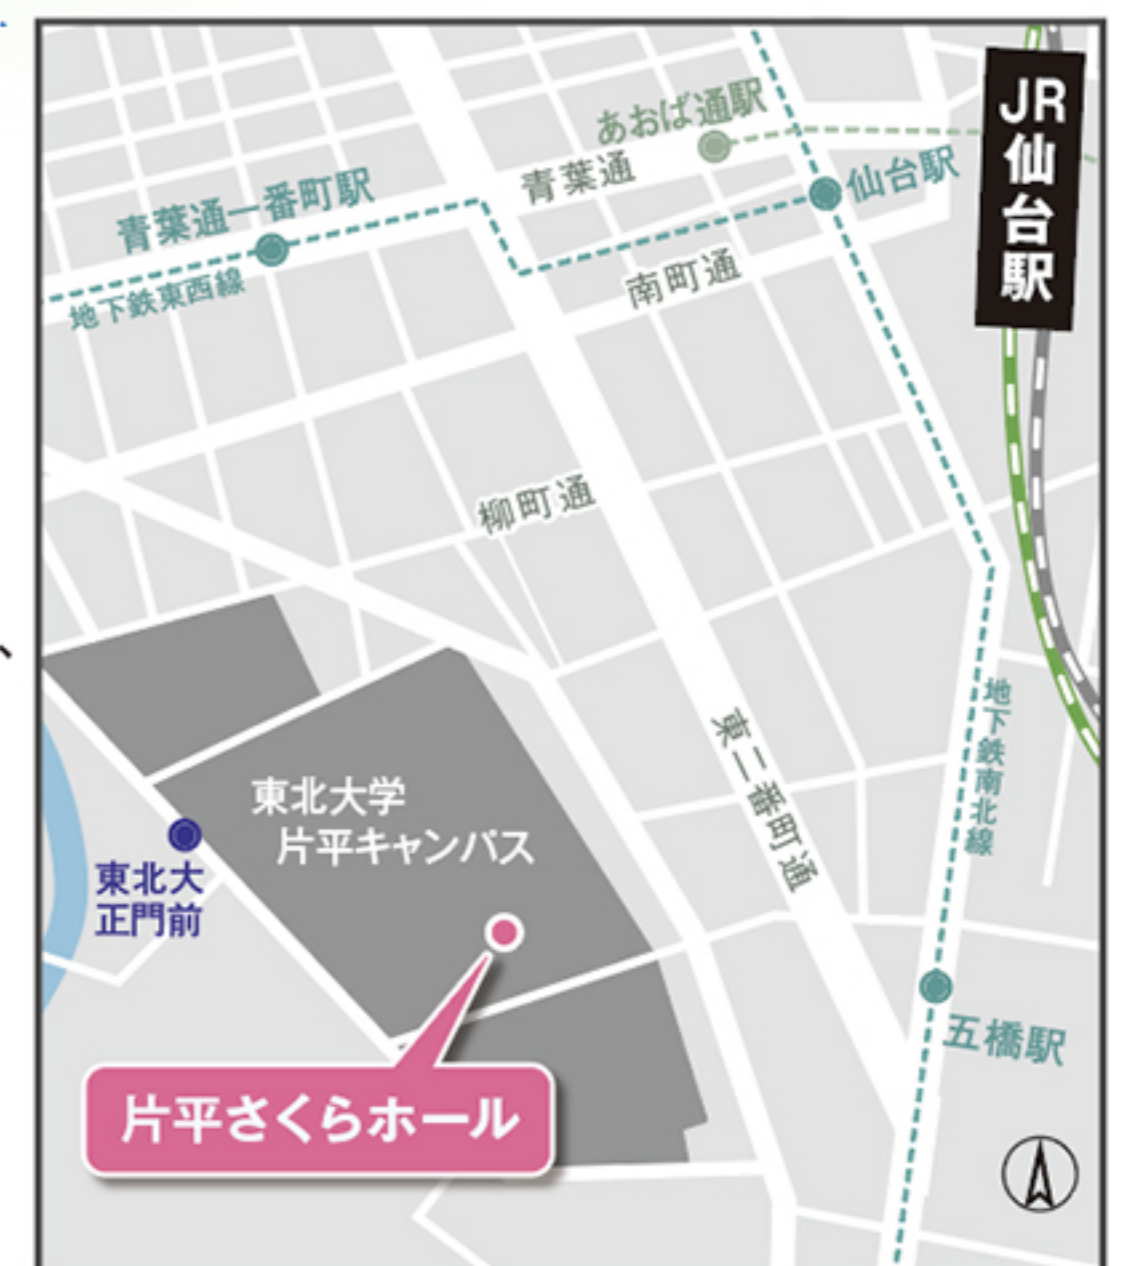 JR仙台駅
あおば通駅
青葉通
仙台駅
青葉通一番町駅
地下鉄東西線
南町通
柳町通
地下鉄南北線
東二番町通
東北大学
片平キャンパス
東北大
正門前
五橋駅
片平さくらホール